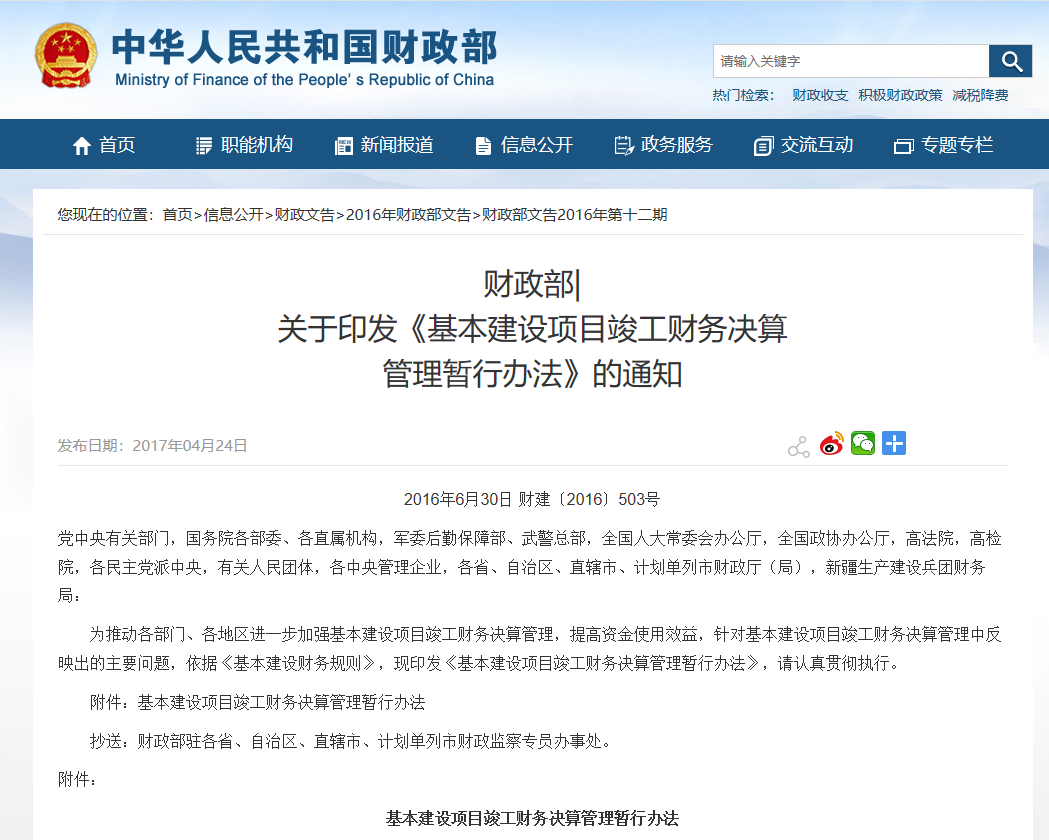 中华人民共和国财政部
Ministry of Finance of the People's Republic of China
请输入关键字
热门检索： 财政收支 积极财政政策 减税降费
首页 职能机构 新闻报道 信息公开 政务服务 交流互动 专题专栏
您现在的位置：首页>信息公开>财政文告>2016年财政部文告>财政部文告2016年第十二期
财政部|
关于印发《基本建设项目竣工财务决算
管理暂行办法》的通知
发布日期：2017年04月24日
2016年6月30日 财建〔2016〕503号
党中央有关部门，国务院各部委、各直属机构，军委后勤保障部、武警总部，全国人大常委会办公厅，全国政协办公厅，高法院，高检
院，各民主党派中央，有关人民团体，各中央管理企业，各省、自治区、直辖市、计划单列市财政厅（局），新疆生产建设兵团财务
局：
为推动各部门、各地区进一步加强基本建设项目竣工财务决算管理，提高资金使用效益，针对基本建设项目竣工财务决算管理中反
映出的主要问题，依据《基本建设财务规则》，现印发《基本建设项目竣工财务决算管理暂行办法》，请认真贯彻执行。
附件：基本建设项目竣工财务决算管理暂行办法
抄送：财政部驻各省、自治区、直辖市、计划单列市财政监察专员办事处。
附件：
基本建设项目竣工财务决算管理暂行办法